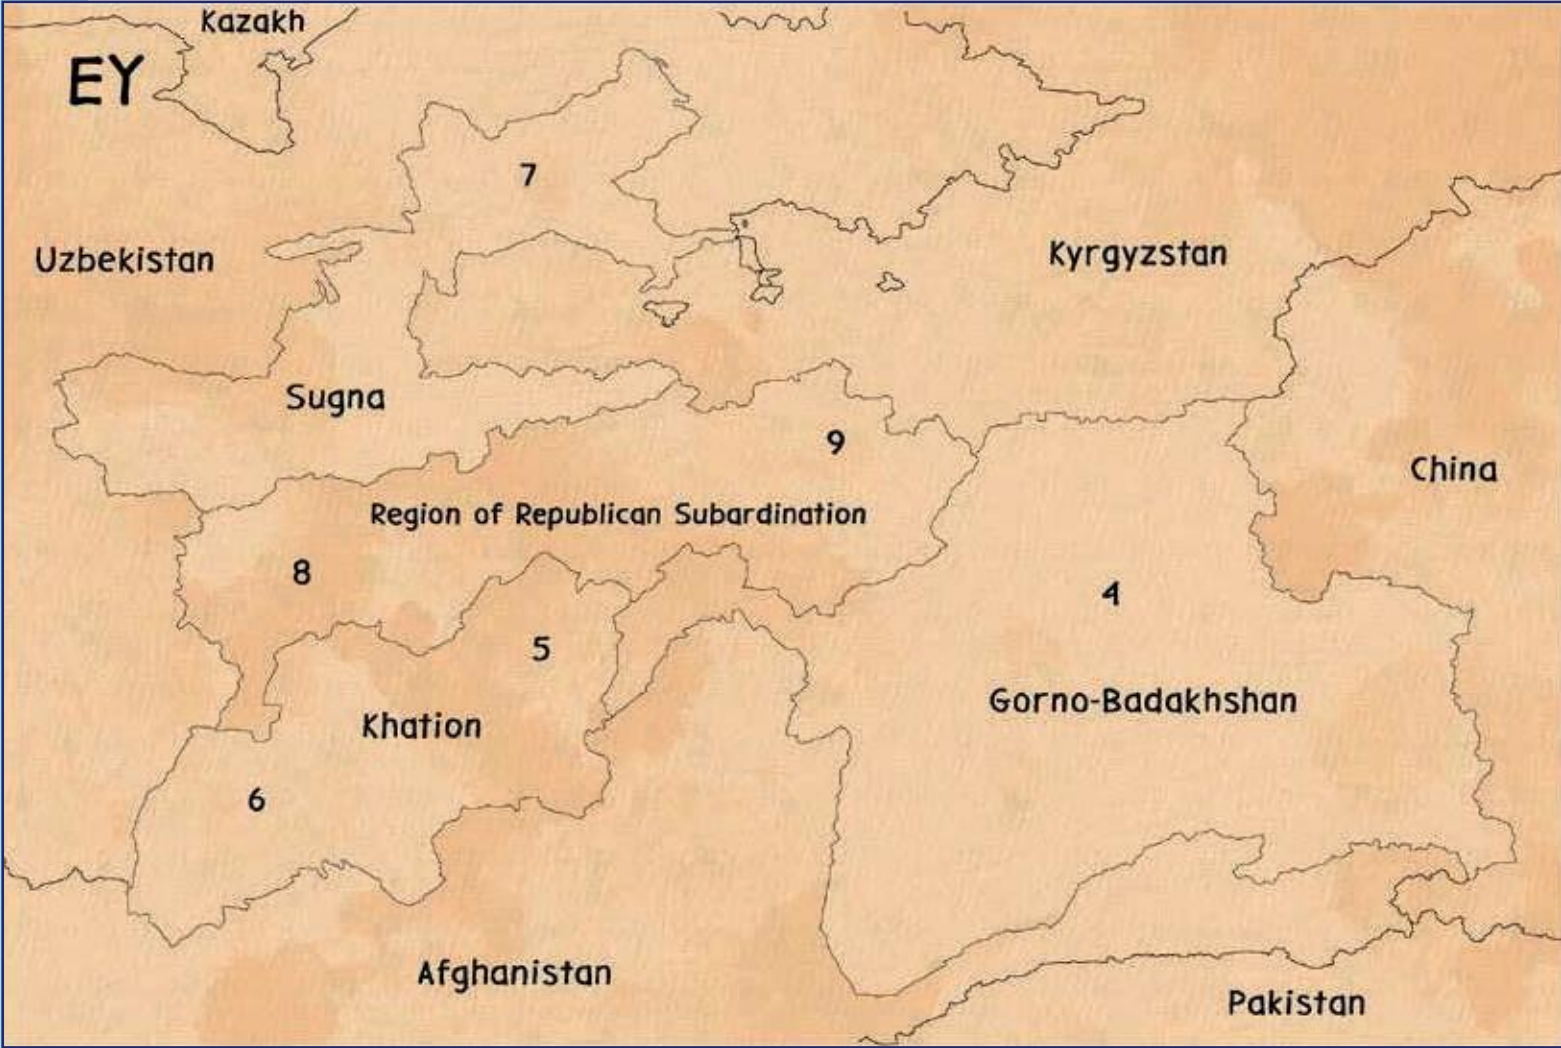 Kazakh
EY
7
Uzbekistan
Kyrgyzstan
Sugna
9
China
Region of Republican Subardination
8
4
5
Gorno-Badakhshan
Khation
6
Afghanistan
Pakistan